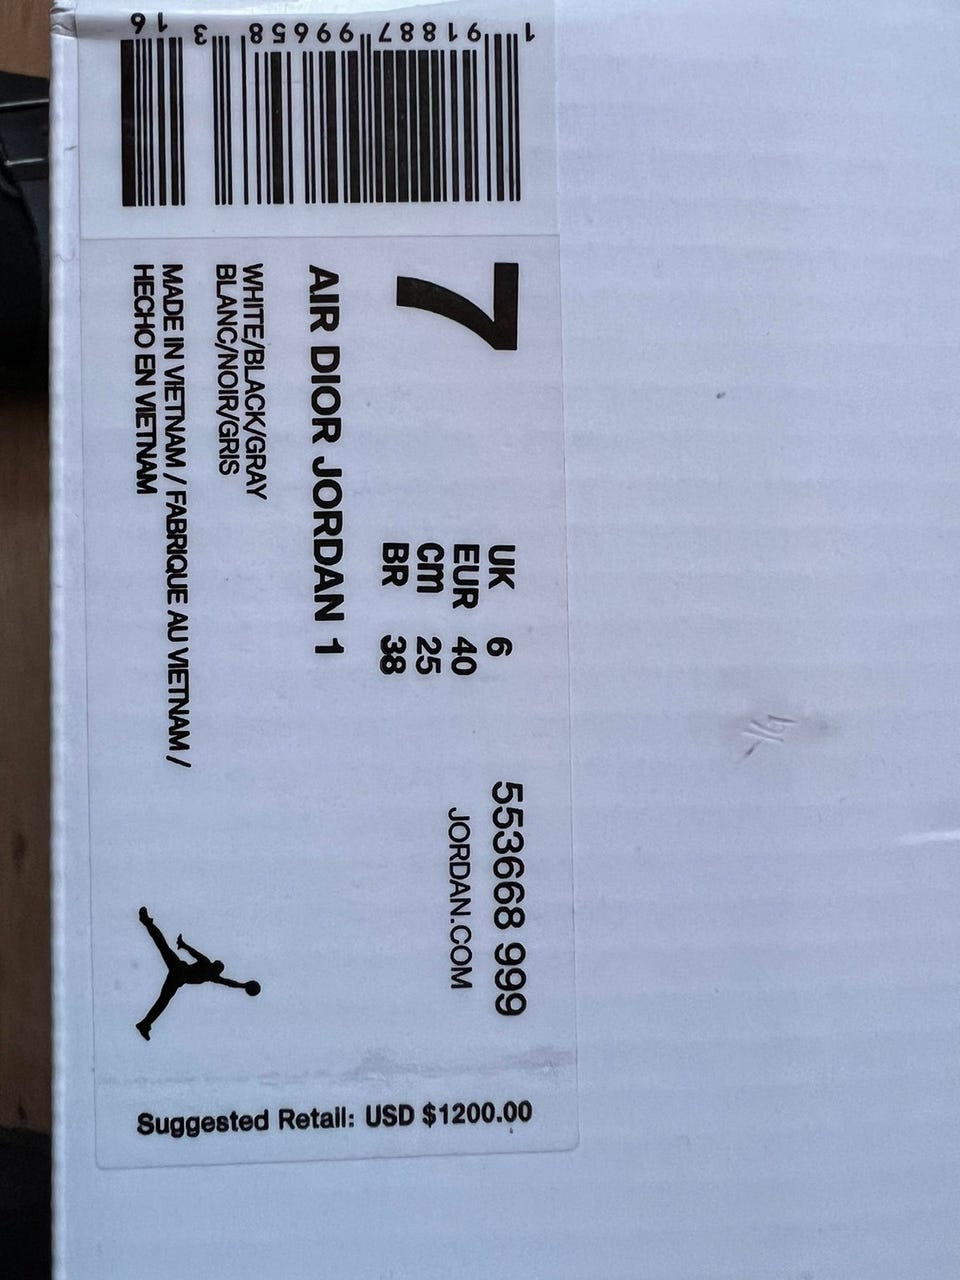 1 91887 99658 3 16
7
UK 6
EUR 40
cm 25
BR 38
553668 999
JORDAN.COM
AIR DIOR JORDAN 1
WHITE/BLACK/GRAY
BLANC/NOIR/GRIS
MADE IN VIETNAM / FABRIQUE AU VIETNAM /
HECHO EN VIETNAM
Suggested Retail: USD $1200.00